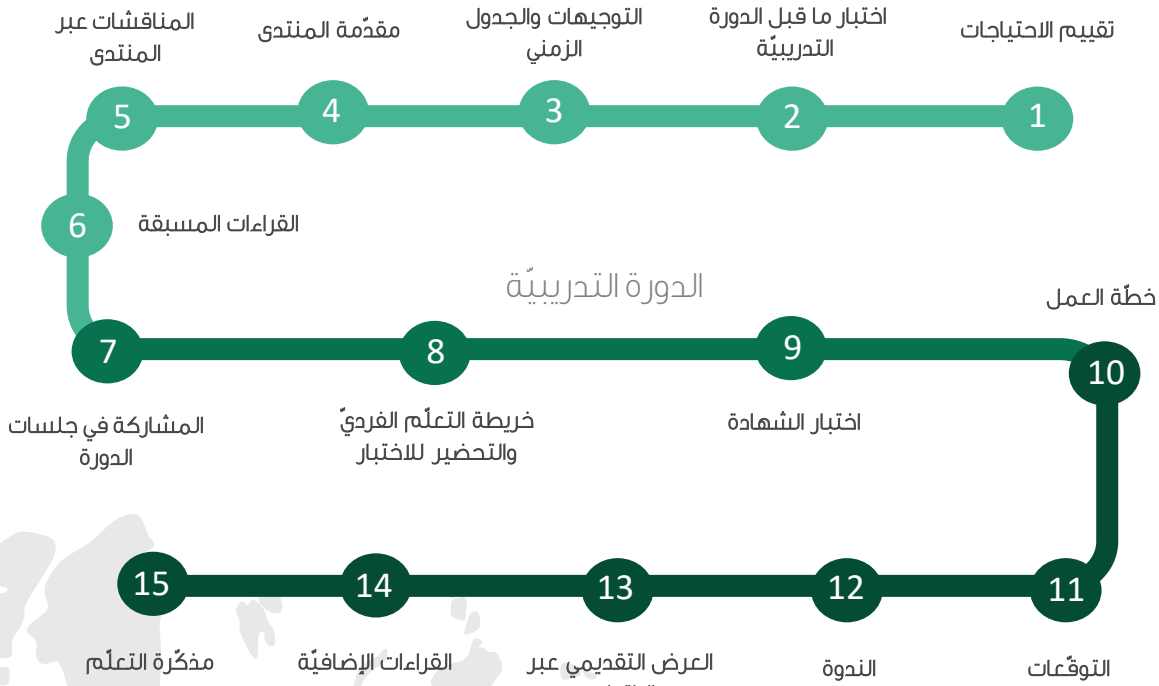 تقييم الاحتياجات
اختبار ما قبل الدورة
التدريبيّة
التوجيهات والجدول
الزمني
مقدّمة المنتدى
المناقشات عبر
المنتدى
1
2
3
4
5
6
القراءات المسبقة
الدورة التدريبيّة
خطّة العمل
7
8
9
10
المشاركة في جلسات
الدورة
خريطة التعلّم الفرديّ
والتحضير للاختبار
اختبار الشهادة
11
12
13
14
15
التوقّعات
الندوة
العرض التقديمي عبر
القراءات الإضافيّة
مذكّرة التعلّم